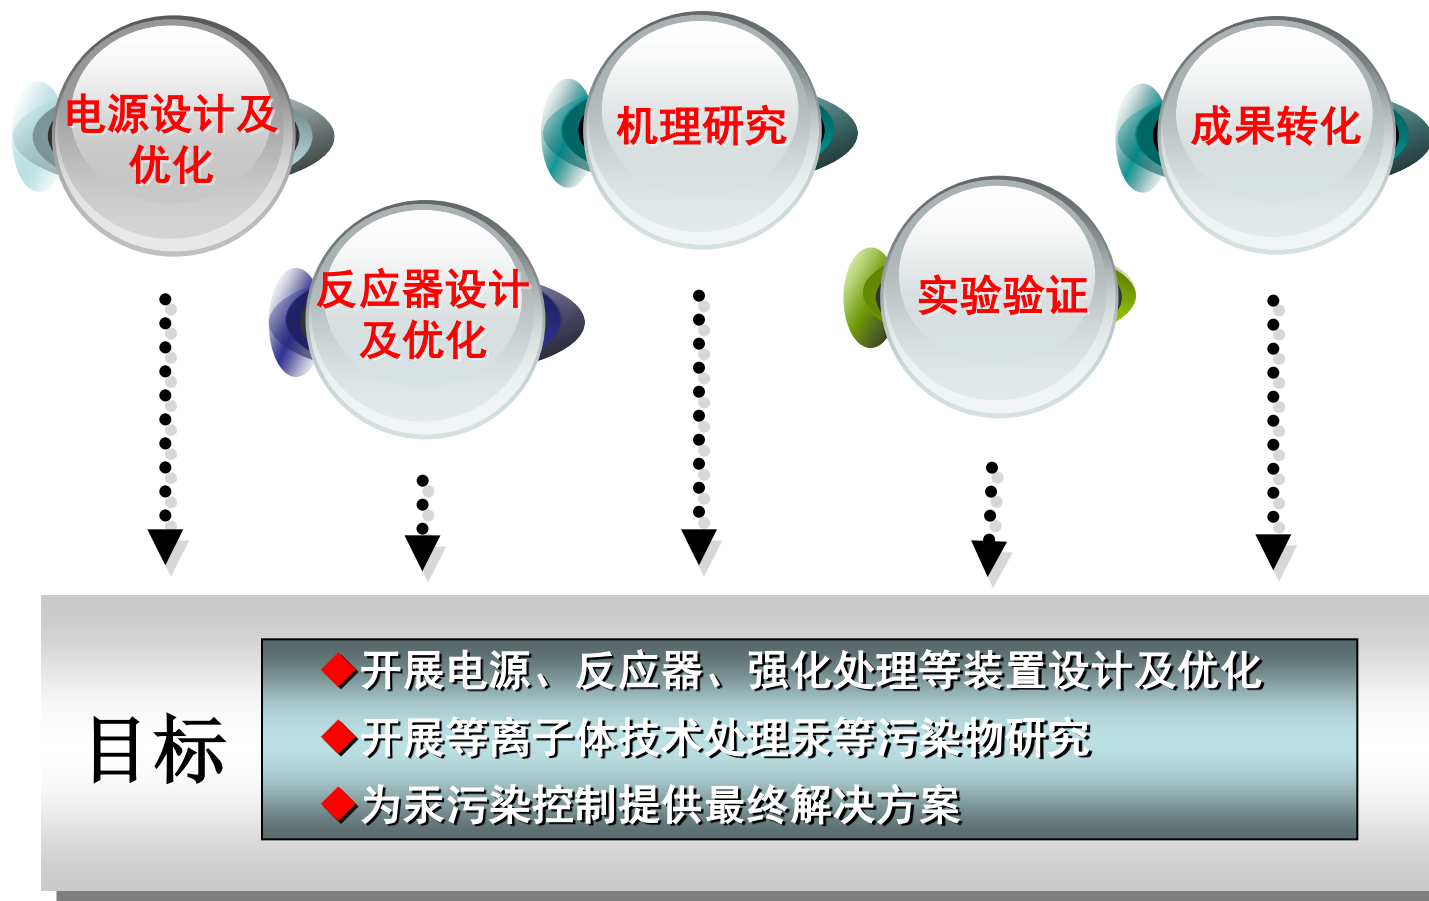 电源设计及
优化
机理研究
成果转化
反应器设计
及优化
实验验证
目标
开展电源、反应器、强化处理等装置设计及优化
开展等离子体技术处理汞等污染物研究
为汞污染控制提供最终解决方案